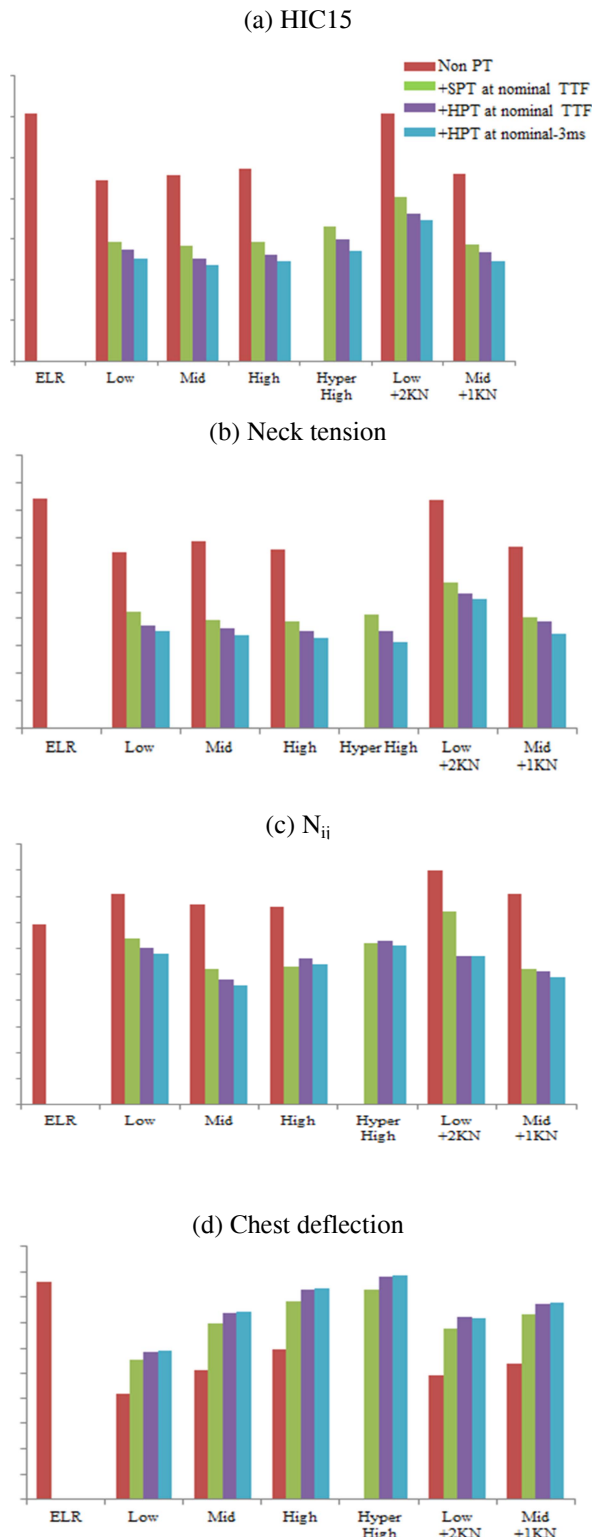 (a) HIC15
Non PT
+SPT at nominal TTF
+HPT at nominal TTF
+HPT at nominal-3ms
ELR Low Mid High Hyper High Low +2KN Mid +1KN
(b) Neck tension
ELR Low Mid High Hyper High Low +2KN Mid +1KN
(c) Nij
ELR Low Mid High Hyper High Low +2KN Mid +1KN
(d) Chest deflection
ELR Low Mid High Hyper High Low +2KN Mid +1KN